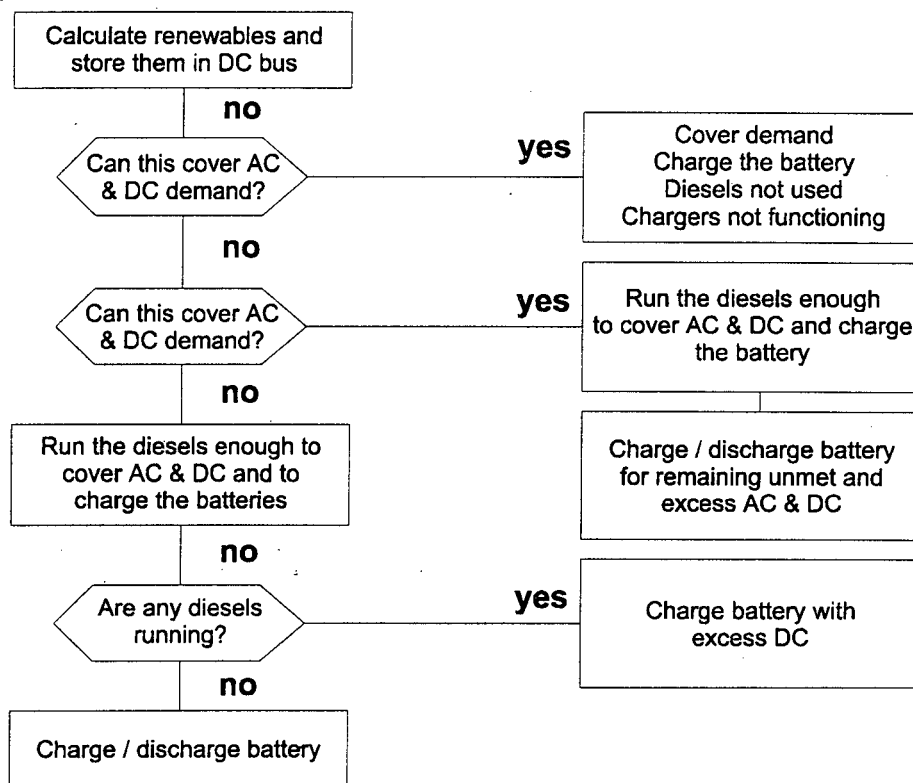 Calculate renewables and
store them in DC bus
no
Can this cover AC
& DC demand?
yes
Cover demand
Charge the battery
Diesels not used
Chargers not functioning
no
Can this cover AC
& DC demand?
yes
Run the diesels enough
to cover AC & DC and charge
the battery
no
Run the diesels enough to
cover AC & DC and to
charge the batteries
Charge / discharge battery
for remaining unmet and
excess AC & DC
no
Are any diesels
running?
yes
Charge battery with
excess DC
no
Charge / discharge battery